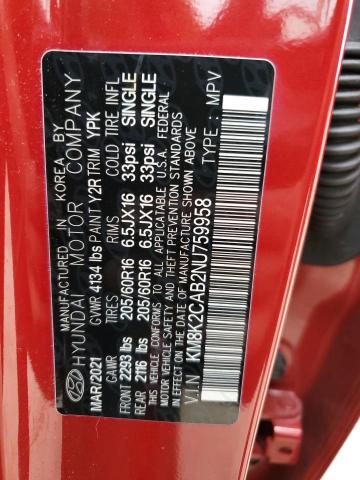 MANUFACTURED IN KOREA BY
HYUNDAI MOTOR COMPANY
MAR/2021 GVWR 4134 lbs PAINT Y2R TRIM YPK
GAWR TIRES RIMS COLD TIRE INFL
FRONT 2293 lbs 205/60R16 6.5JX16 33psi SINGLE
REAR 2116 lbs 205/60R16 6.5JX16 33psi SINGLE
THIS VEHICLE CONFORMS TO ALL APPLICABLE U.S.A. FEDERAL
MOTOR VEHICLE SAFETY AND THEFT PREVENTION STANDARDS
IN EFFECT ON THE DATE OF MANUFACTURE SHOWN ABOVE
V.I.N : KM8K2CAB2NU759958 TYPE : MPV